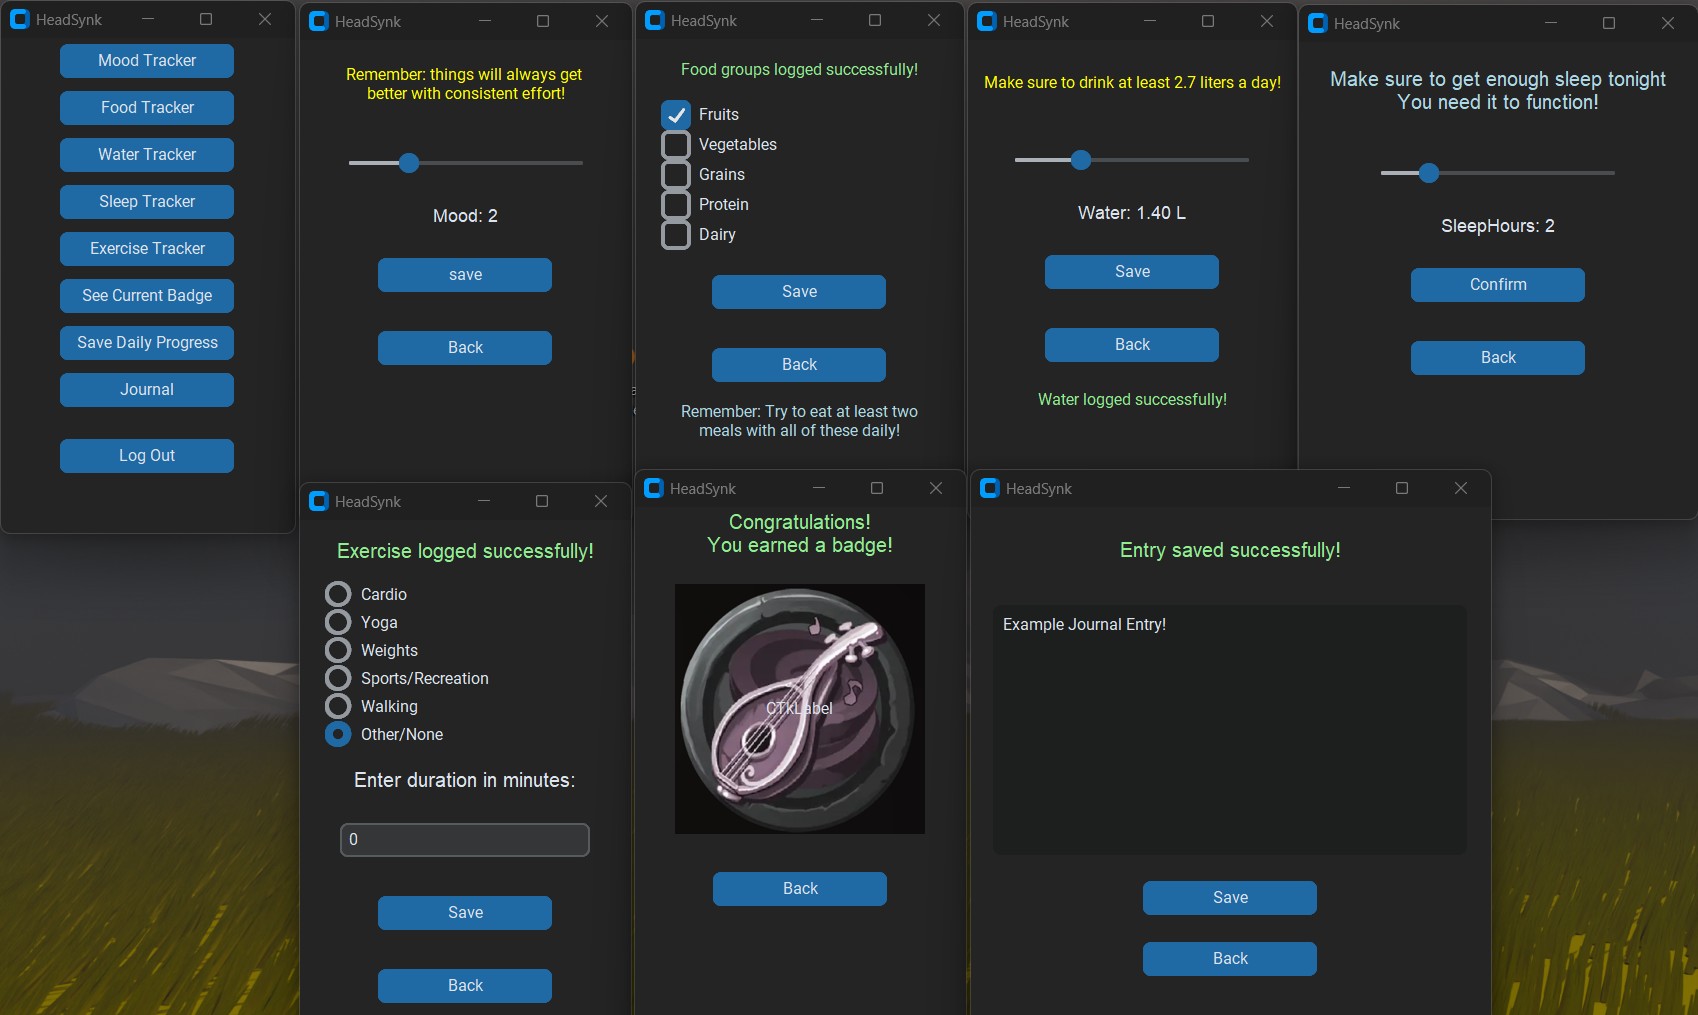 HeadSynk
Mood Tracker
Food Tracker
Water Tracker
Sleep Tracker
Exercise Tracker
See Current Badge
Save Daily Progress
Journal
Log Out
HeadSynk
Remember: things will always get
better with consistent effort!
Mood: 2
save
Back
HeadSynk
Food groups logged successfully!
Fruits
Vegetables
Grains
Protein
Dairy
Save
Back
Remember: Try to eat at least two
meals with all of these daily!
HeadSynk
Make sure to drink at least 2.7 liters a day!
Water: 1.40 L
Save
Back
Water logged successfully!
HeadSynk
Make sure to get enough sleep tonight
You need it to function!
SleepHours: 2
Confirm
Back
HeadSynk
Exercise logged successfully!
Cardio
Yoga
Weights
Sports/Recreation
Walking
Other/None
Enter duration in minutes:
0
Save
Back
HeadSynk
Congratulations!
You earned a badge!
CTkLabel
Back
HeadSynk
Entry saved successfully!
Example Journal Entry!
Save
Back